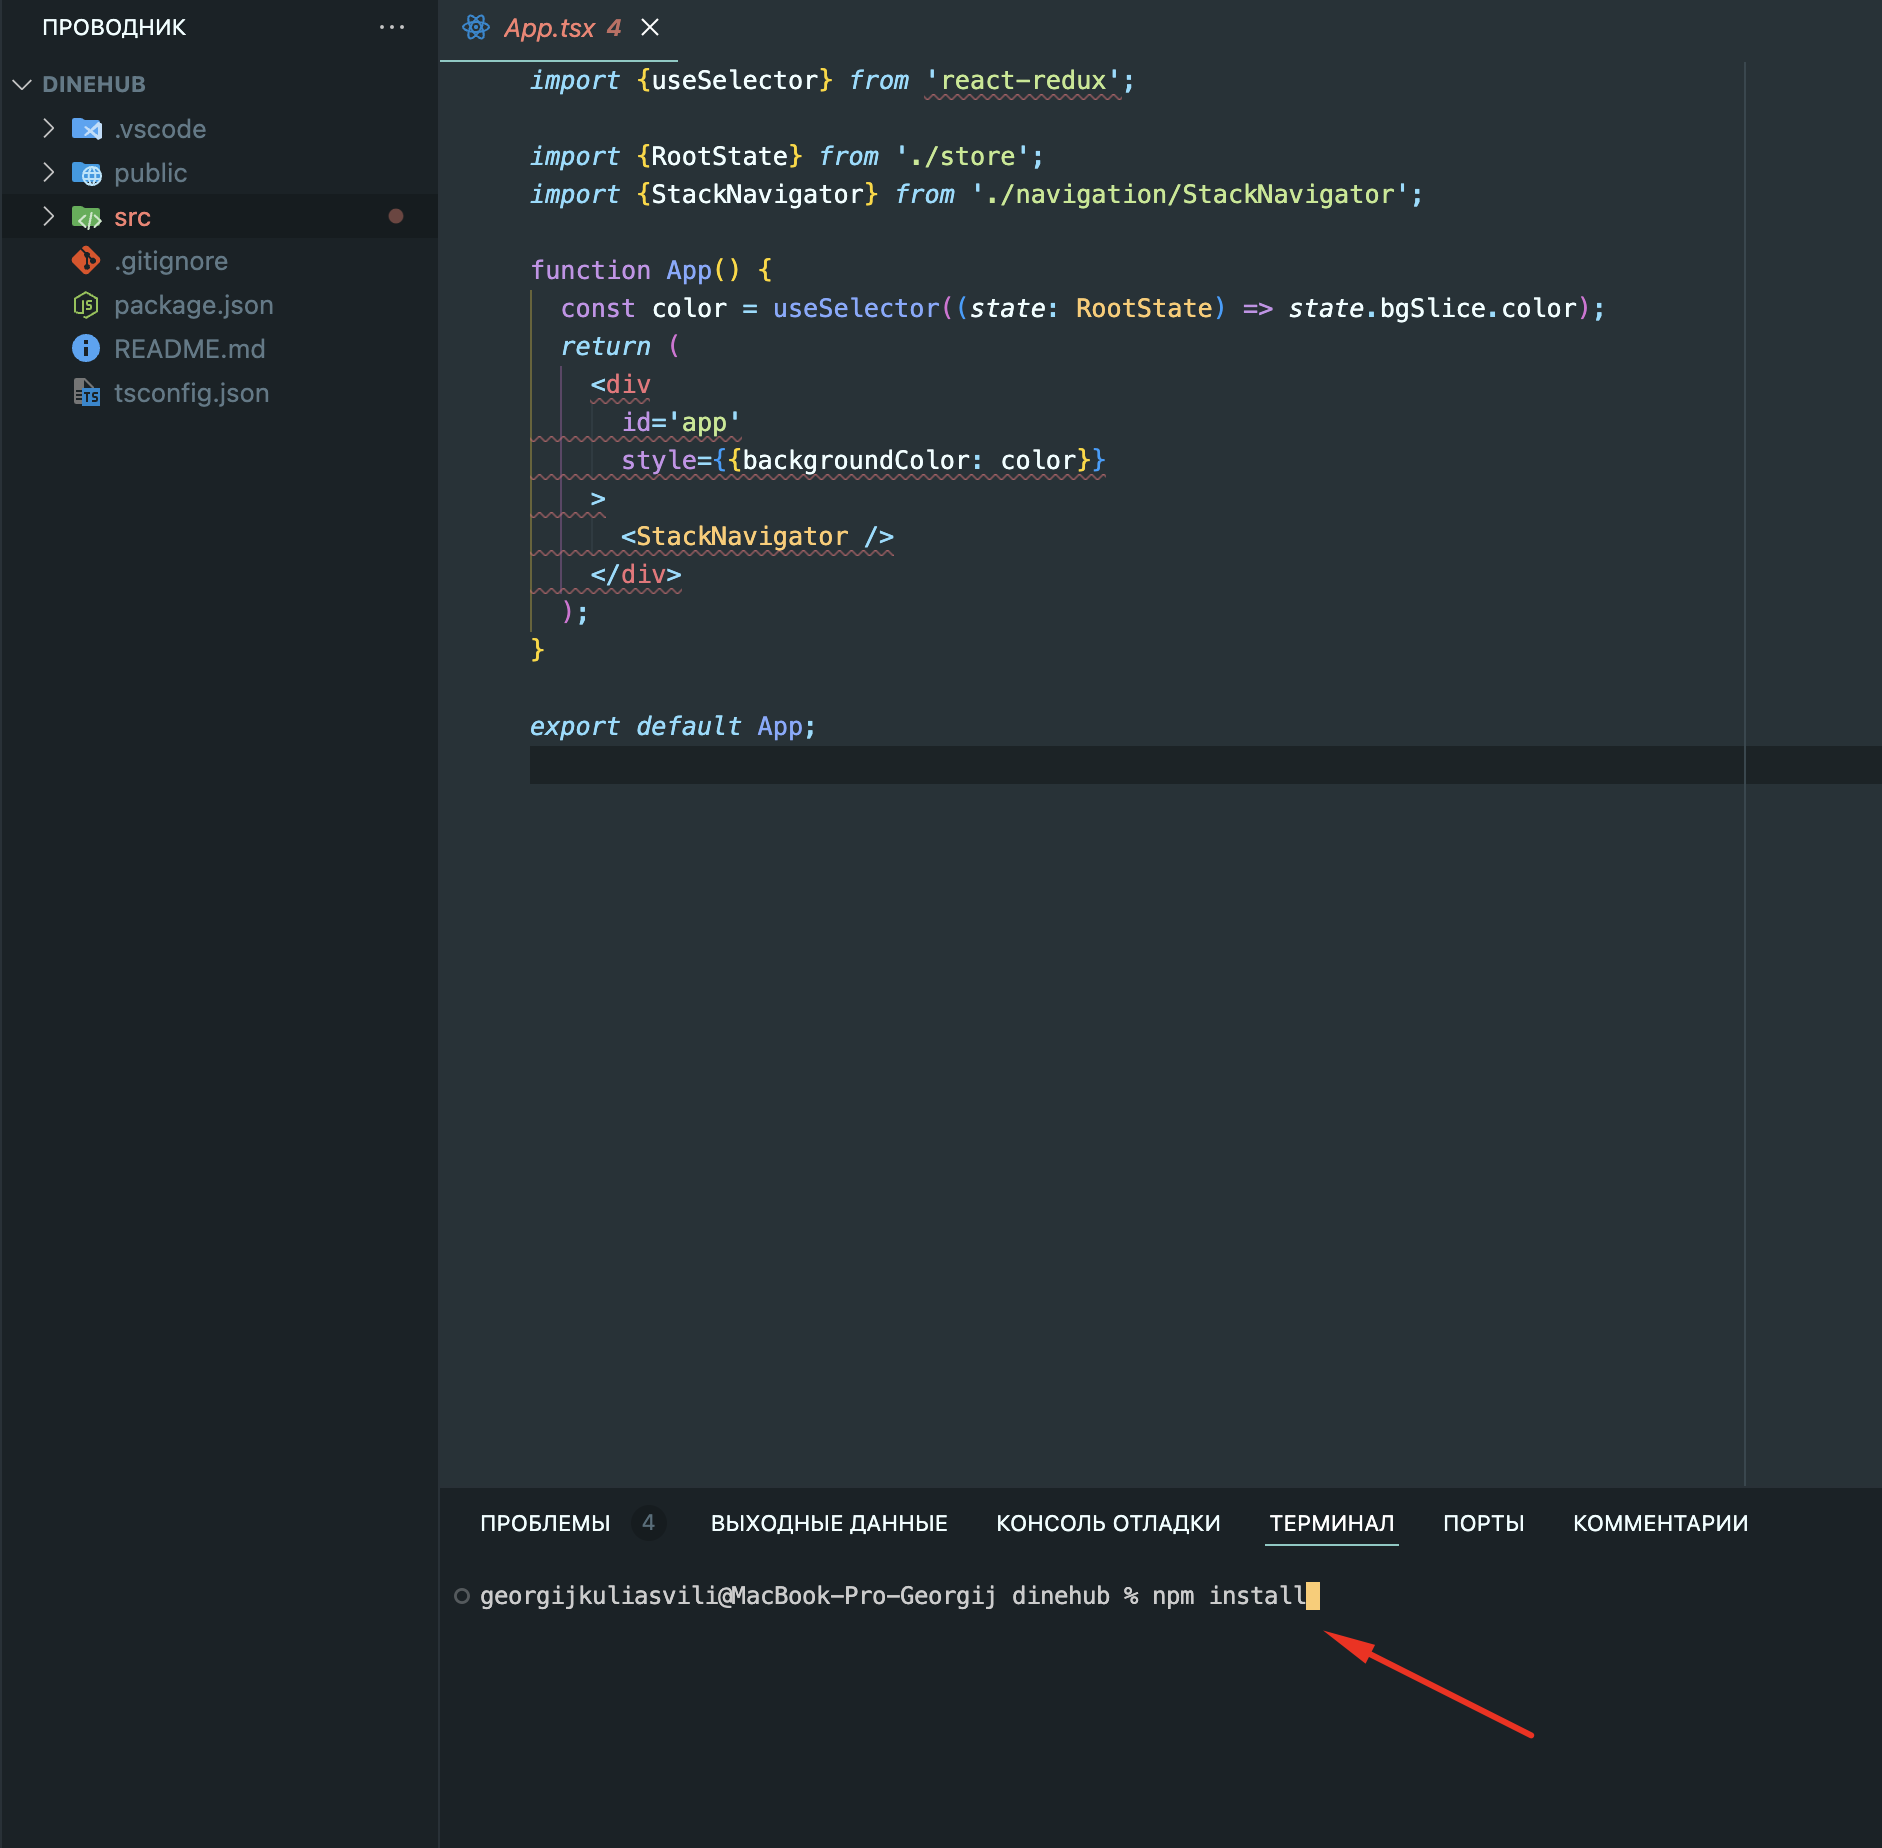 ПРОВОДНИК ...
DINEHUB
.vscode
public
src
.gitignore
package.json
README.md
tsconfig.json
App.tsx 4
import {useSelector} from 'react-redux';
import {RootState} from './store';
import {StackNavigator} from './navigation/StackNavigator';
function App() {
const color = useSelector((state: RootState) => state.bgSlice.color);
return (
<div
id='app'
style={{backgroundColor: color}}
>
<StackNavigator />
</div>
);
}
export default App;
ПРОБЛЕМЫ 4 ВЫХОДНЫЕ ДАННЫЕ КОНСОЛЬ ОТЛАДКИ ТЕРМИНАЛ ПОРТЫ КОММЕНТАРИИ
georgijkuliasvili@MacBook-Pro-Georgij dinehub % npm install